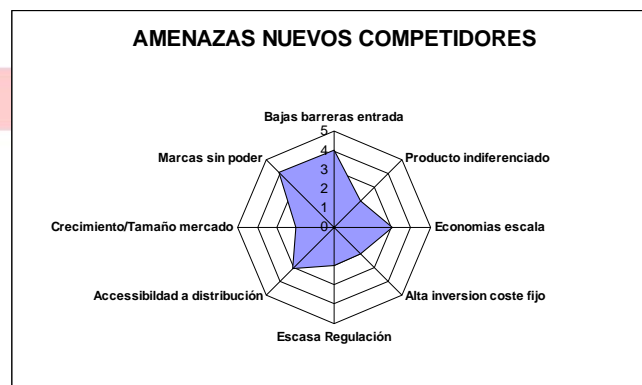 AMENAZAS NUEVOS COMPETIDORES
Bajas barreras entrada
5
4
3
2
1
0
Marcas sin poder
Producto indiferenciado
Crecimiento/Tamaño mercado
Economias escala
Accessibildad a distribución
Alta inversion coste fijo
Escasa Regulación